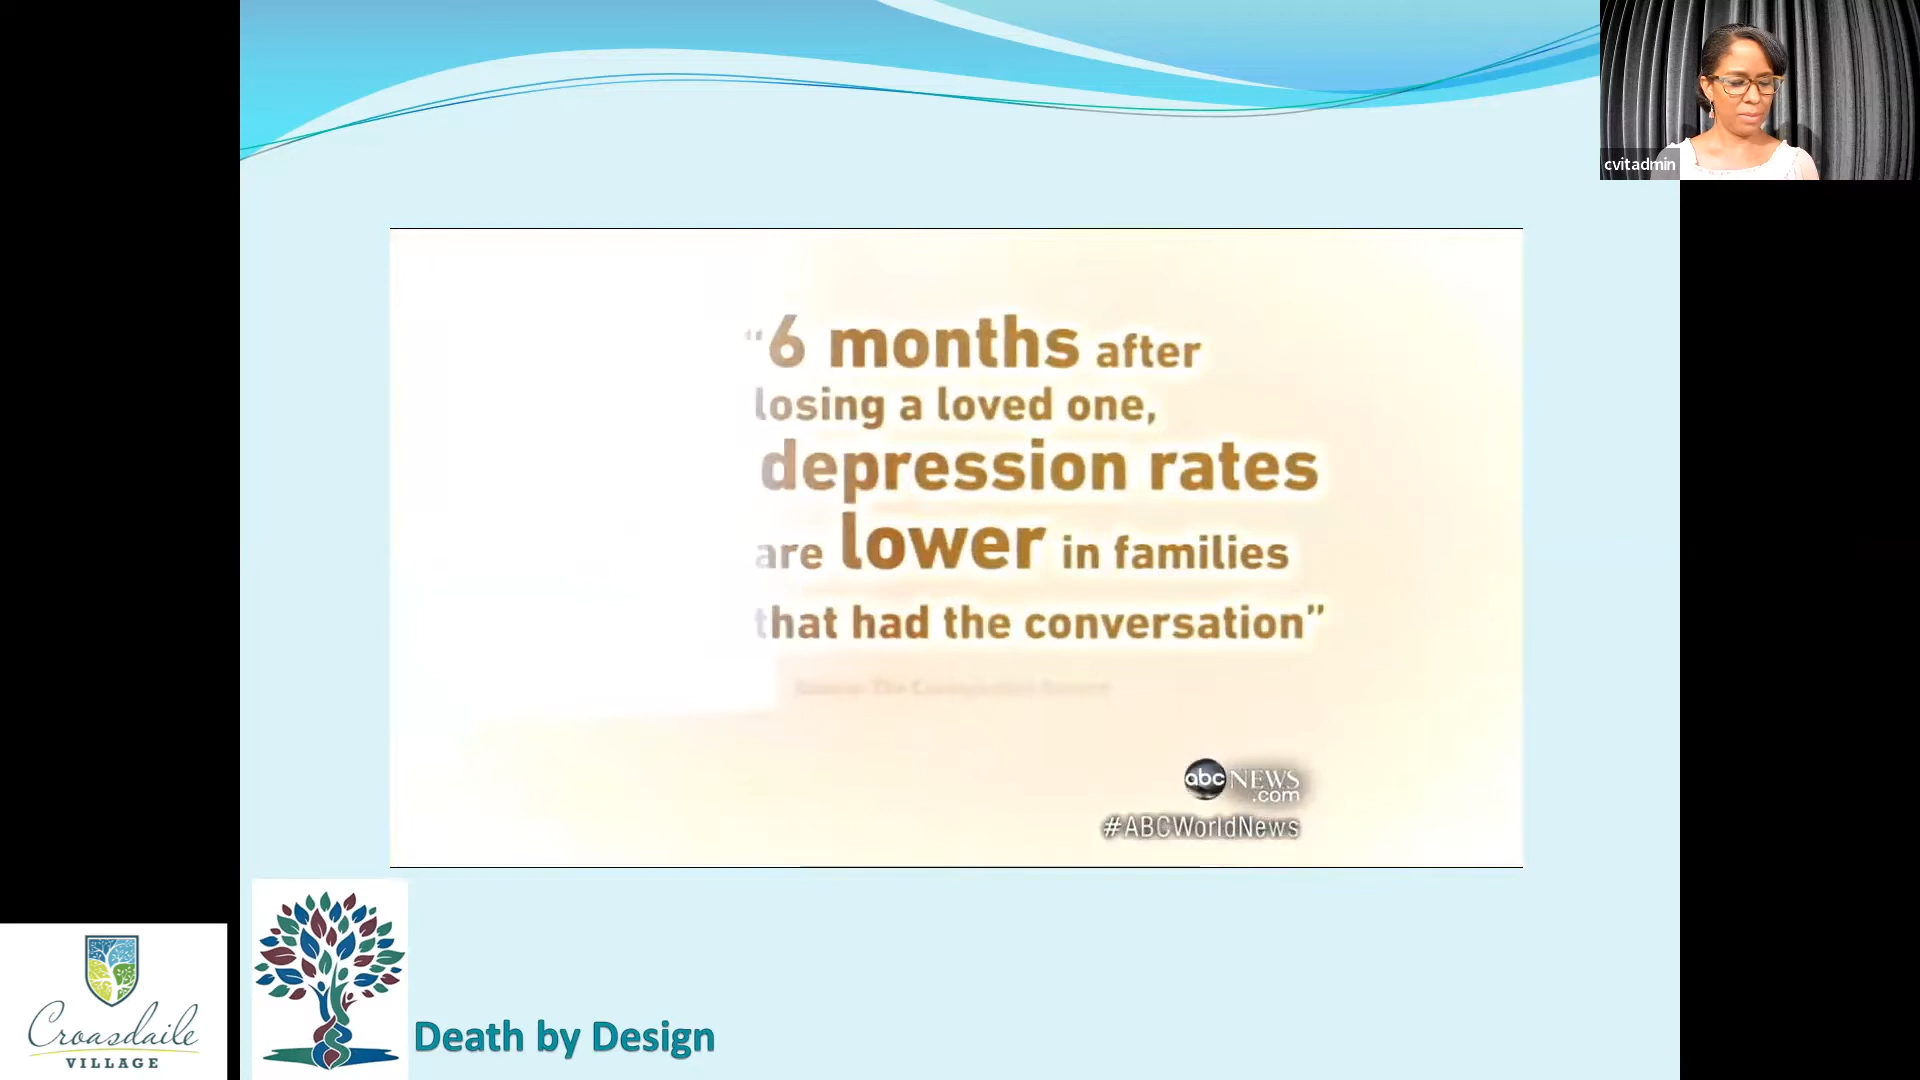 cvitadmin
“6 months after
losing a loved one,
depression rates
are lower in families
that had the conversation”
abc NEWS
.com
#ABCWorldNews
Croasdaile
VILLAGE
Death by Design